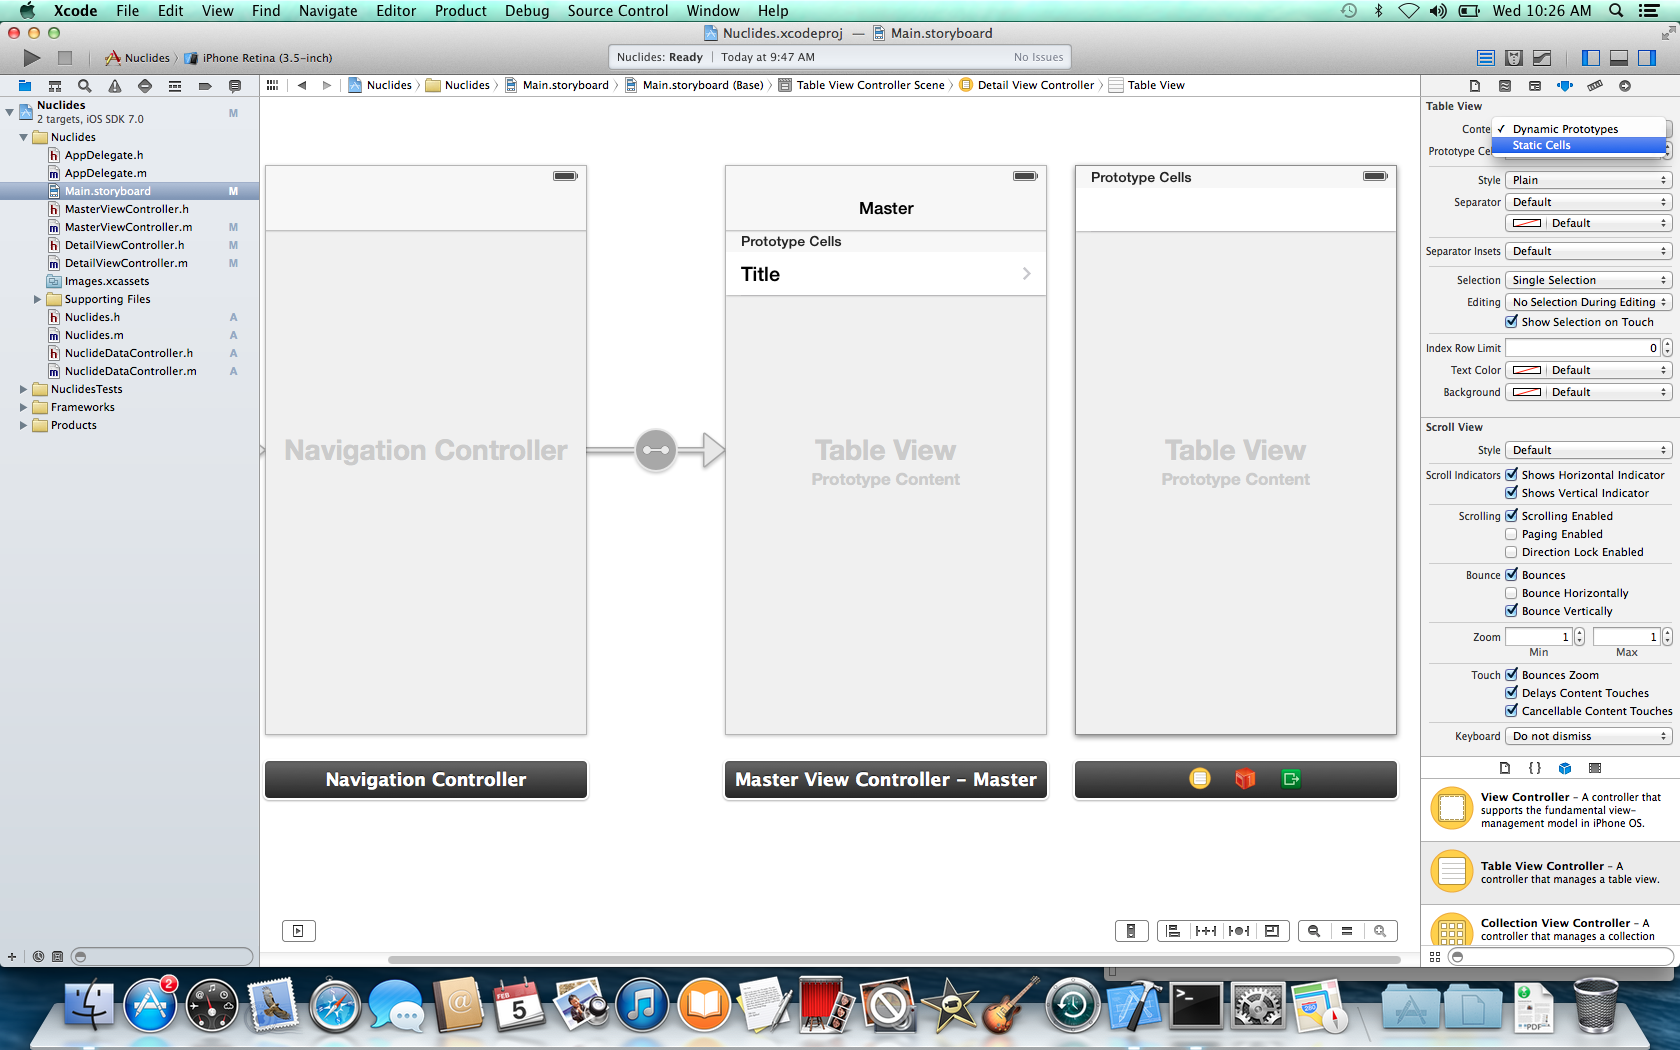 Xcode File Edit View Find Navigate Editor Product Debug Source Control Window Help Wed 10:26 AM
Nuclides.xcodeproj — Main.storyboard
Nuclides iPhone Retina (3.5-inch)
Nuclides: Ready Today at 9:47 AM No Issues
Nuclides Nuclides Main.storyboard Main.storyboard (Base) Table View Controller Scene Detail View Controller Table View
Nuclides M
2 targets, iOS SDK 7.0
Nuclides
h AppDelegate.h
m AppDelegate.m
Main.storyboard M
h MasterViewController.h
m MasterViewController.m M
h DetailViewController.h M
m DetailViewController.m M
Images.xcassets
Supporting Files
h Nuclides.h A
m Nuclides.m A
h NuclideDataController.h A
m NuclideDataController.m A
NuclidesTests
Frameworks
Products
Navigation Controller
Navigation Controller
Master
Prototype Cells
Title
Table View
Prototype Content
Master View Controller – Master
Prototype Cells
Table View
Prototype Content
Table View
Conte ✓ Dynamic Prototypes
Static Cells
Prototype Ce
Style Plain
Separator Default
Default
Separator Insets Default
Selection Single Selection
Editing No Selection During Editing
Show Selection on Touch
Index Row Limit 0
Text Color Default
Background Default
Scroll View
Style Default
Scroll Indicators Shows Horizontal Indicator
Shows Vertical Indicator
Scrolling Scrolling Enabled
Paging Enabled
Direction Lock Enabled
Bounce Bounces
Bounce Horizontally
Bounce Vertically
Zoom 1 1
Min Max
Touch Bounces Zoom
Delays Content Touches
Cancellable Content Touches
Keyboard Do not dismiss
{ }
View Controller – A controller that
supports the fundamental view-
management model in iPhone OS.
Table View Controller – A
controller that manages a table view.
Collection View Controller – A
controller that manages a collection
2
FEB
5
>_
PDF